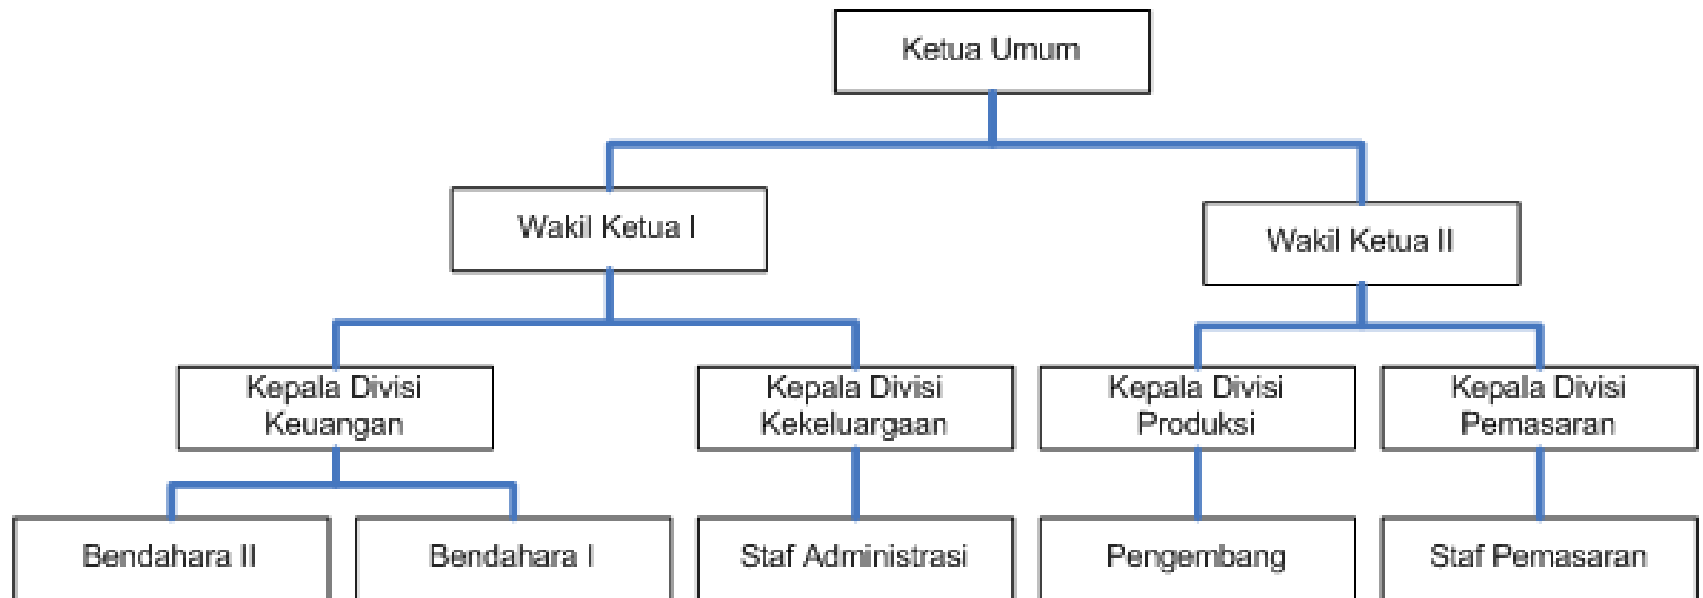 Ketua Umum
Wakil Ketua I
Wakil Ketua II
Kepala Divisi
Keuangan
Kepala Divisi
Kekeluargaan
Kepala Divisi
Produksi
Kepala Divisi
Pemasaran
Bendahara II
Bendahara I
Staf Administrasi
Pengembang
Staf Pemasaran